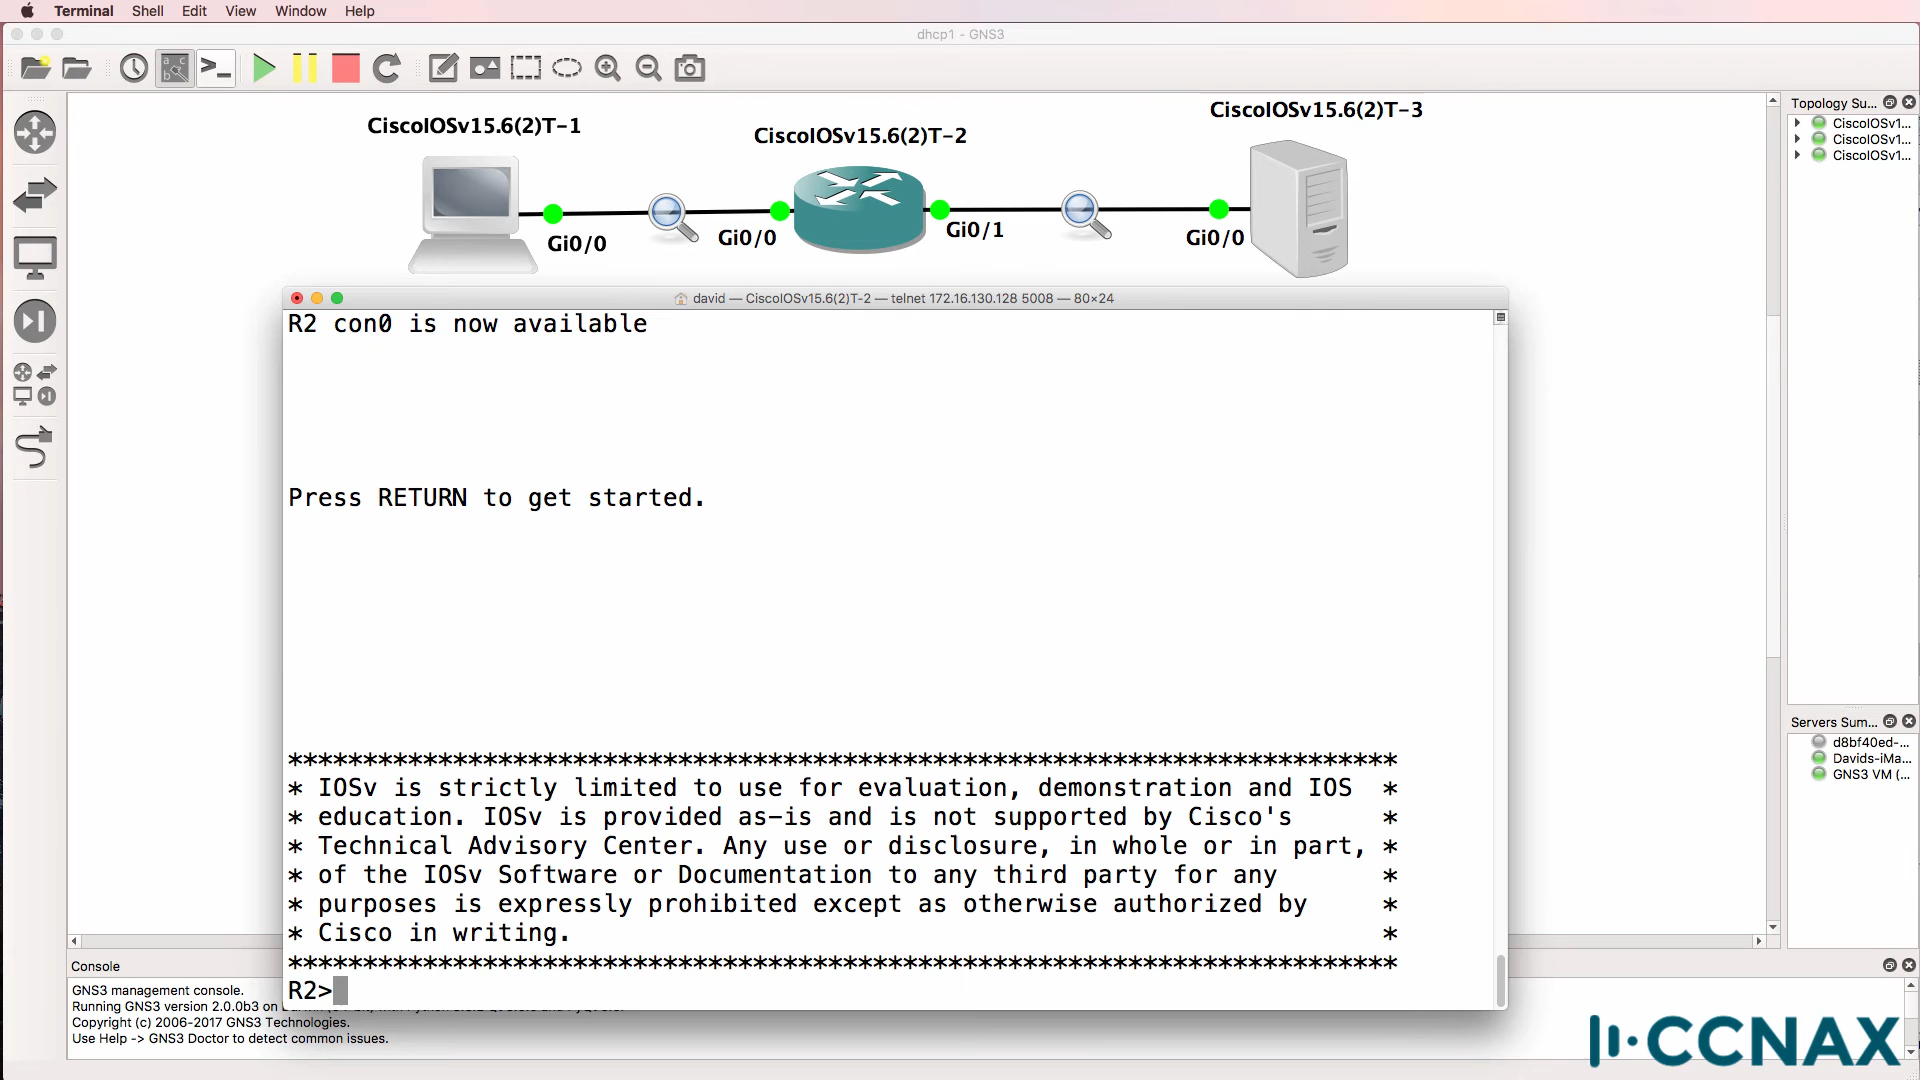 Terminal Shell Edit View Window Help
dhcp1 - GNS3
CiscoIOSv15.6(2)T-1
CiscoIOSv15.6(2)T-2
CiscoIOSv15.6(2)T-3
Gi0/0
Gi0/0
Gi0/1
Gi0/0
Topology Su...
CiscoIOSv1...
CiscoIOSv1...
CiscoIOSv1...
david — CiscoIOSv15.6(2)T-2 — telnet 172.16.130.128 5008 — 80×24
R2 con0 is now available
Press RETURN to get started.
**************************************************************************
* IOSv is strictly limited to use for evaluation, demonstration and IOS  *
* education. IOSv is provided as-is and is not supported by Cisco's      *
* Technical Advisory Center. Any use or disclosure, in whole or in part, *
* of the IOSv Software or Documentation to any third party for any       *
* purposes is expressly prohibited except as otherwise authorized by     *
* Cisco in writing.                                                      *
**************************************************************************
R2>
Servers Sum...
d8bf40ed-...
Davids-iMa...
GNS3 VM (...
Console
GNS3 management console.
Running GNS3 version 2.0.0b3 on
Copyright (c) 2006-2017 GNS3 Technologies.
Use Help -> GNS3 Doctor to detect common issues.
CCNAX